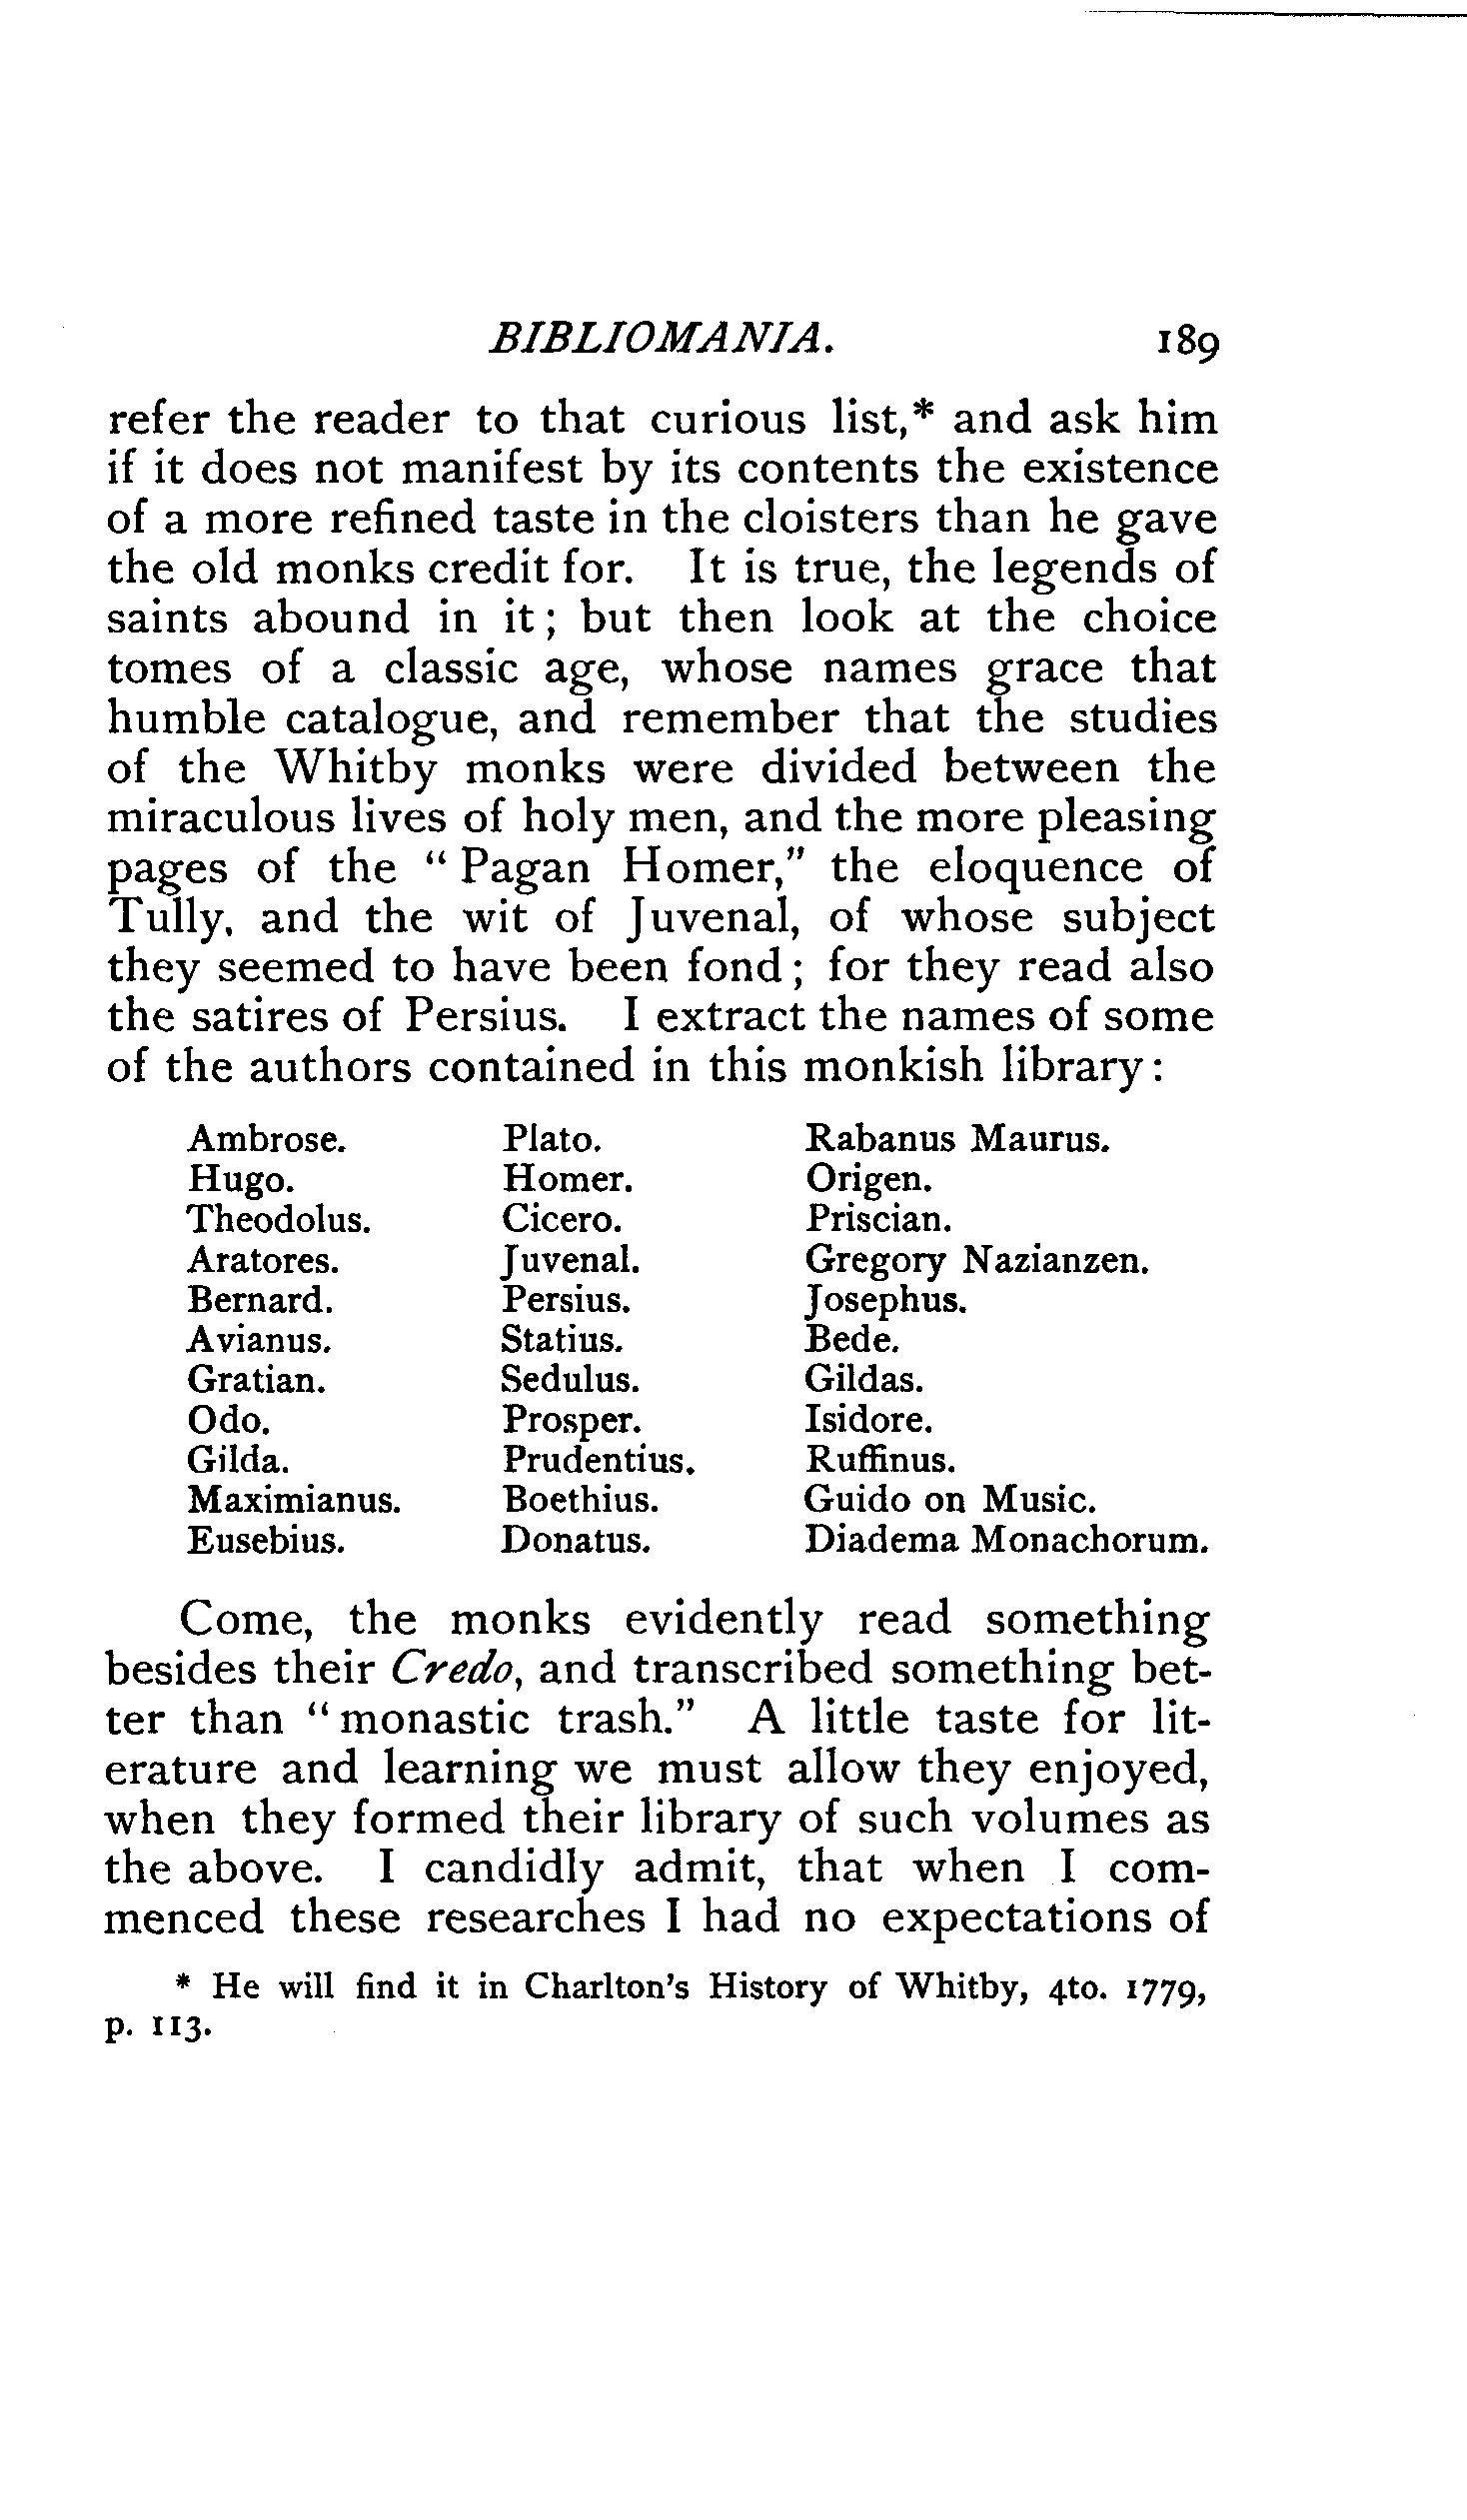 BIBLIOMANIA. 189
refer the reader to that curious list,* and ask him
if it does not manifest by its contents the existence
of a more refined taste in the cloisters than he gave
the old monks credit for. It is true, the legends of
saints abound in it; but then look at the choice
tomes of a classic age, whose names grace that
humble catalogue, and remember that the studies
of the Whitby monks were divided between the
miraculous lives of holy men, and the more pleasing
pages of the "Pagan Homer," the eloquence of
Tully, and the wit of Juvenal, of whose subject
they seemed to have been fond; for they read also
the satires of Persius. I extract the names of some
of the authors contained in this monkish library:
Ambrose. Plato. Rabanus Maurus.
Hugo. Homer. Origen.
Theodolus. Cicero. Priscian.
Aratores. Juvenal. Gregory Nazianzen.
Bernard. Persius. Josephus.
Avianus. Statius. Bede.
Gratian. Sedulus. Gildas.
Odo. Prosper. Isidore.
Gilda. Prudentius. Ruffinus.
Maximianus. Boethius. Guido on Music.
Eusebius. Donatus. Diadema Monachorum.
Come, the monks evidently read something
besides their Credo, and transcribed something bet-
ter than "monastic trash." A little taste for lit-
erature and learning we must allow they enjoyed,
when they formed their library of such volumes as
the above. I candidly admit, that when I com-
menced these researches I had no expectations of
* He will find it in Charlton's History of Whitby, 4to. 1779,
p. 113.